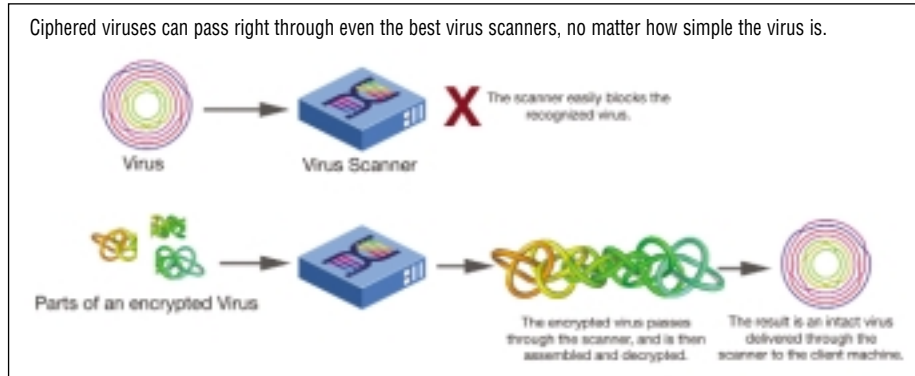 Ciphered viruses can pass right through even the best virus scanners, no matter how simple the virus is.
X
The scanner easily blocks the
recognized virus.
Virus
Virus Scanner
Parts of an encrypted Virus
The encrypted virus passes
through the scanner, and is then
assembled and decrypted.
The result is an intact virus
delivered through the
scanner to the client machine.